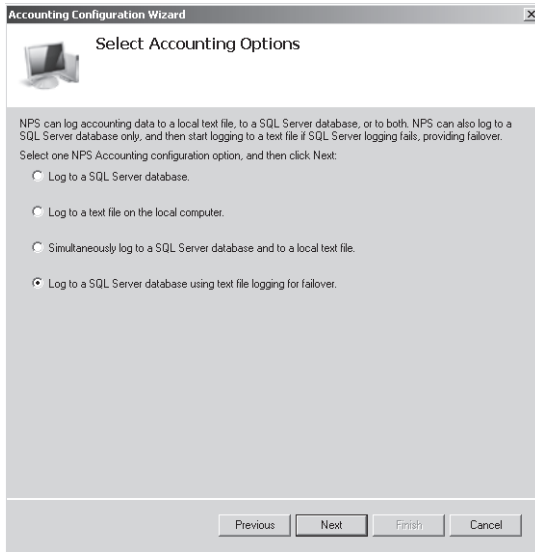 Accounting Configuration Wizard
Select Accounting Options
NPS can log accounting data to a local text file, to a SQL Server database, or to both. NPS can also log to a
SQL Server database only, and then start logging to a text file if SQL Server logging fails, providing failover.
Select one NPS Accounting configuration option, and then click Next:
Log to a SQL Server database.
Log to a text file on the local computer.
Simultaneously log to a SQL Server database and to a local text file.
Log to a SQL Server database using text file logging for failover.
Previous Next Finish Cancel